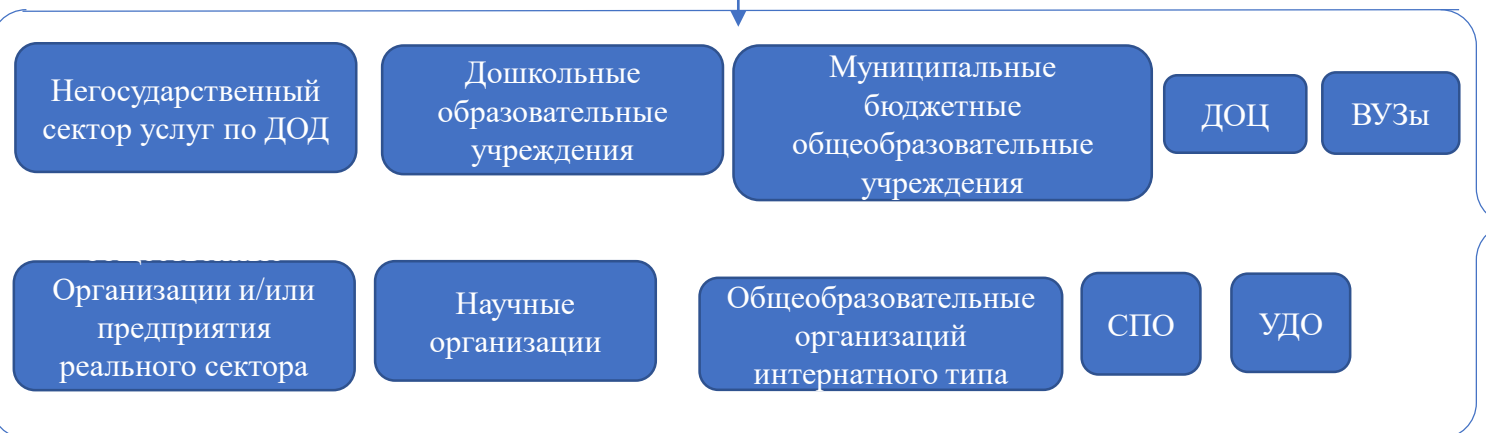 Негосударственный
сектор услуг по ДОД
Дошкольные
образовательные
учреждения
Муниципальные
бюджетные
общеобразовательные
учреждения
ДОЦ
ВУЗы
Организации и/или
предприятия
реального сектора
Научные
организации
Общеобразовательные
организаций
интернатного типа
СПО
УДО